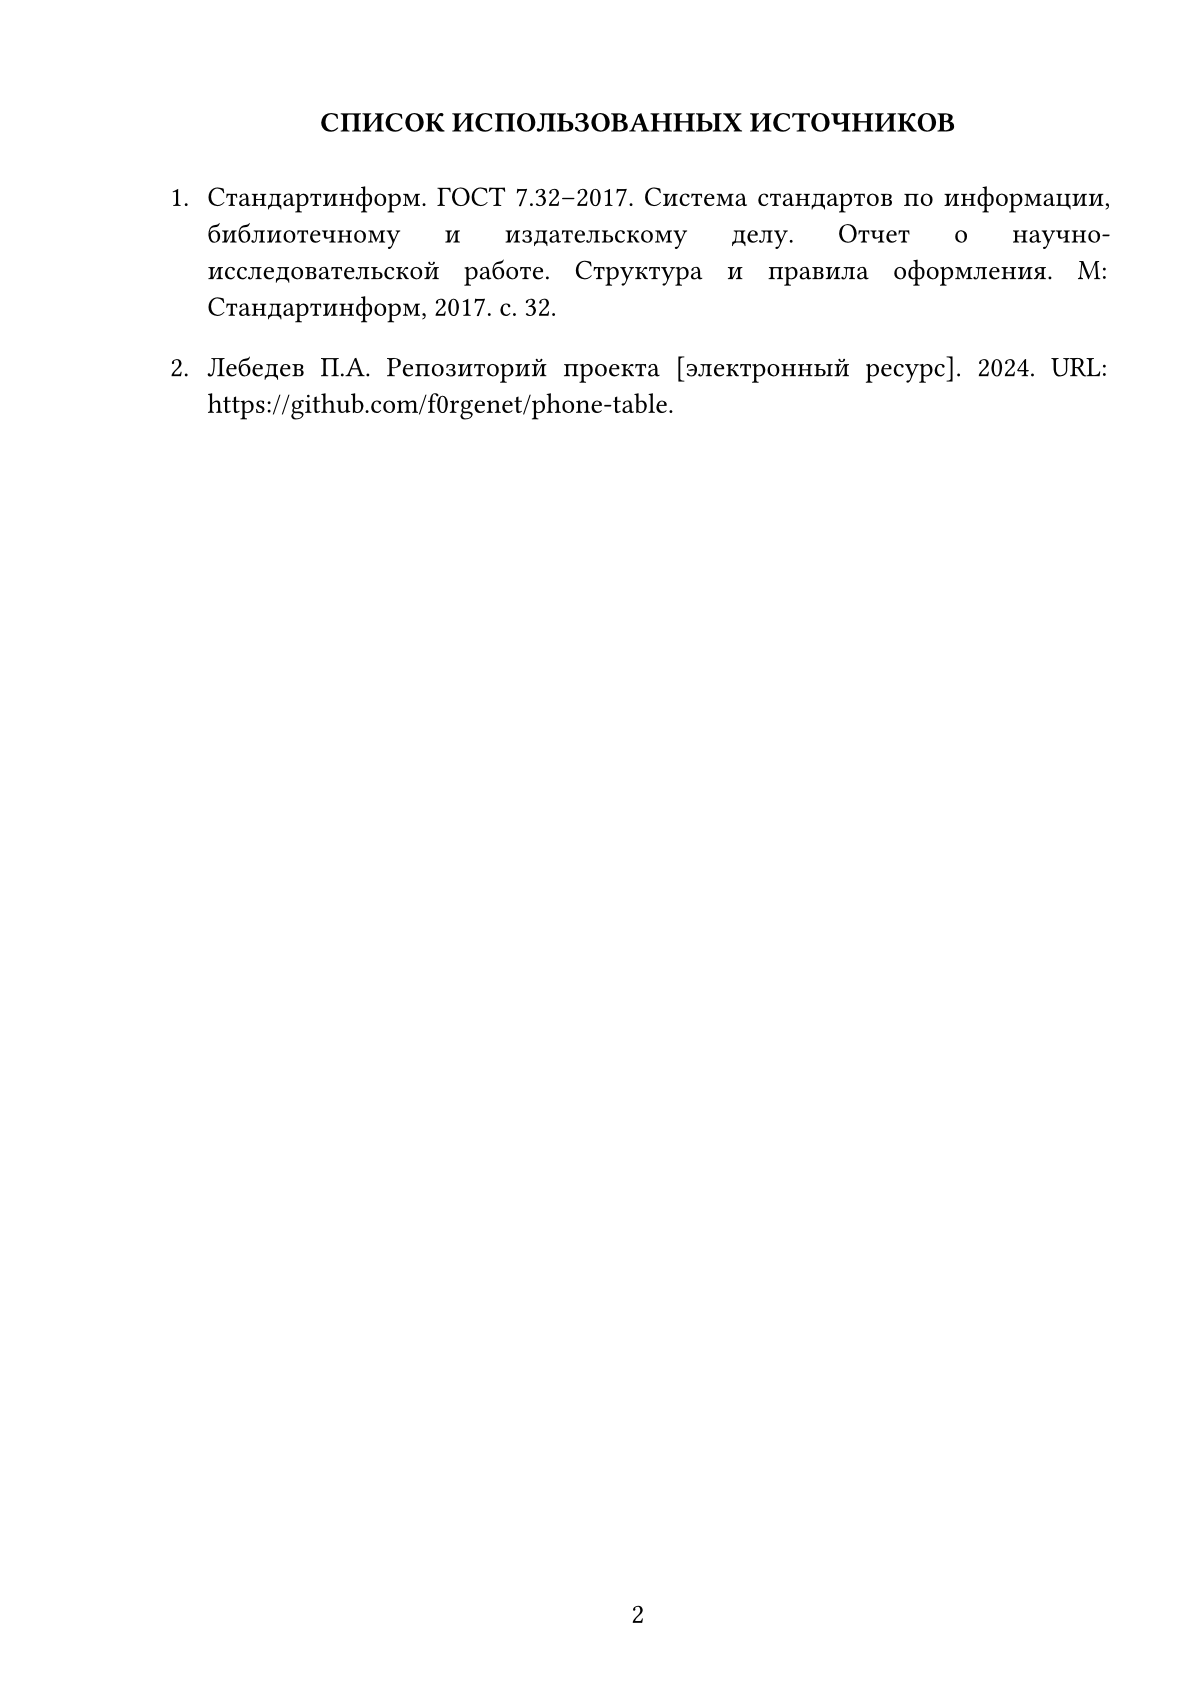 СПИСОК ИСПОЛЬЗОВАННЫХ ИСТОЧНИКОВ
1. Стандартинформ. ГОСТ 7.32–2017. Система стандартов по информации,
библиотечному и издательскому делу. Отчет о научно-
исследовательской работе. Структура и правила оформления. М:
Стандартинформ, 2017. с. 32.
2. Лебедев П.А. Репозиторий проекта [электронный ресурс]. 2024. URL:
https://github.com/f0rgenet/phone-table.
2